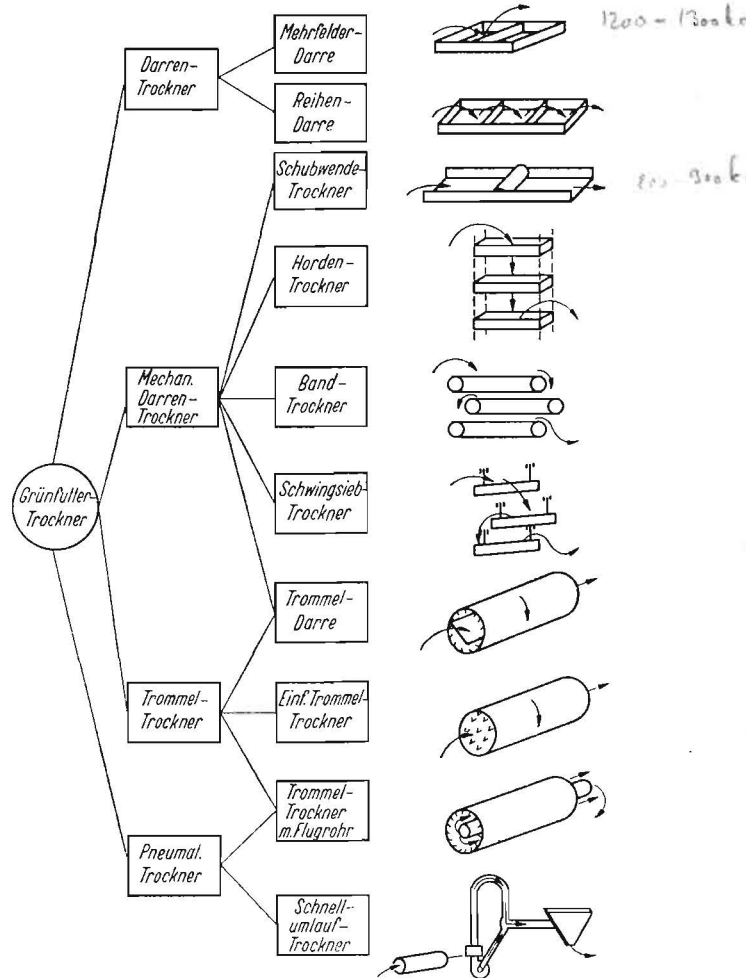 Mehrfelder-
Darre
1200 - 1300 k
Darren-
Trockner
Reihen-
Darre
Schubwende-
Trockner
Horden-
Trockner
Mechan.
Darren-
Trockner
Band-
Trockner
Grünfutter-
Trockner
Schwingsieb-
Trockner
Trommel-
Darre
Trommel-
Trockner
Einf. Trommel-
Trockner
Trommel-
Trockner
m. Flugrohr
Pneumat.
Trockner
Schnell-
umlauf-
Trockner